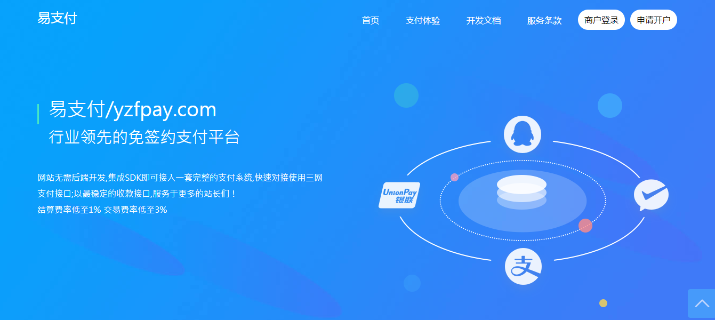 易支付
首页 支付体验 开发文档 服务条款 商户登录 申请开户
易支付/yzfpay.com
行业领先的免签约支付平台
网站无需后端开发,集成SDK即可接入一套完整的支付系统,快速对接使用三网
支付接口;以最稳定的收款接口,服务于更多的站长们！
结算费率低至1% 交易费率低至3%
UnionPay
银联
支